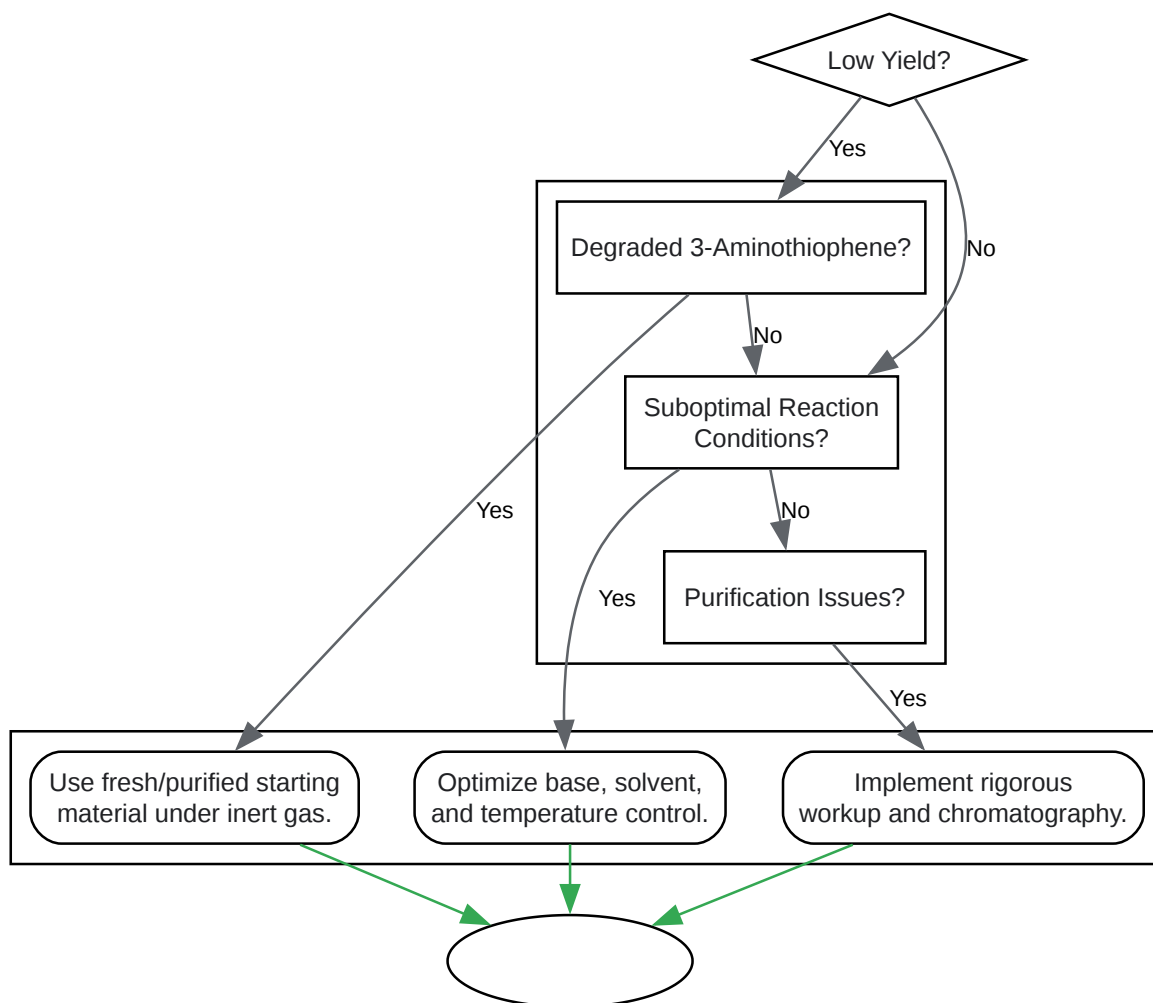 Low Yield?
Yes
Degraded 3-Aminothiophene?
No
No
Suboptimal Reaction
Conditions?
Yes
No
Yes
Purification Issues?
Yes
Use fresh/purified starting
material under inert gas.
Optimize base, solvent,
and temperature control.
Implement rigorous
workup and chromatography.